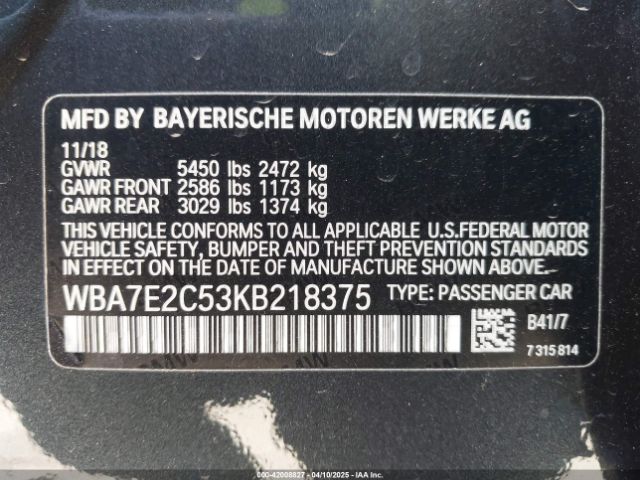 MFD BY BAYERISCHE MOTOREN WERKE AG
11/18
GVWR 5450 lbs 2472 kg
GAWR FRONT 2586 lbs 1173 kg
GAWR REAR 3029 lbs 1374 kg
THIS VEHICLE CONFORMS TO ALL APPLICABLE U.S.FEDERAL MOTOR
VEHICLE SAFETY, BUMPER AND THEFT PREVENTION STANDARDS
IN EFFECT ON THE DATE OF MANUFACTURE SHOWN ABOVE.
WBA7E2C53KB218375 TYPE: PASSENGER CAR
B41/7
7 315 814
000-42008827 - 04/10/2025 - IAA Inc.